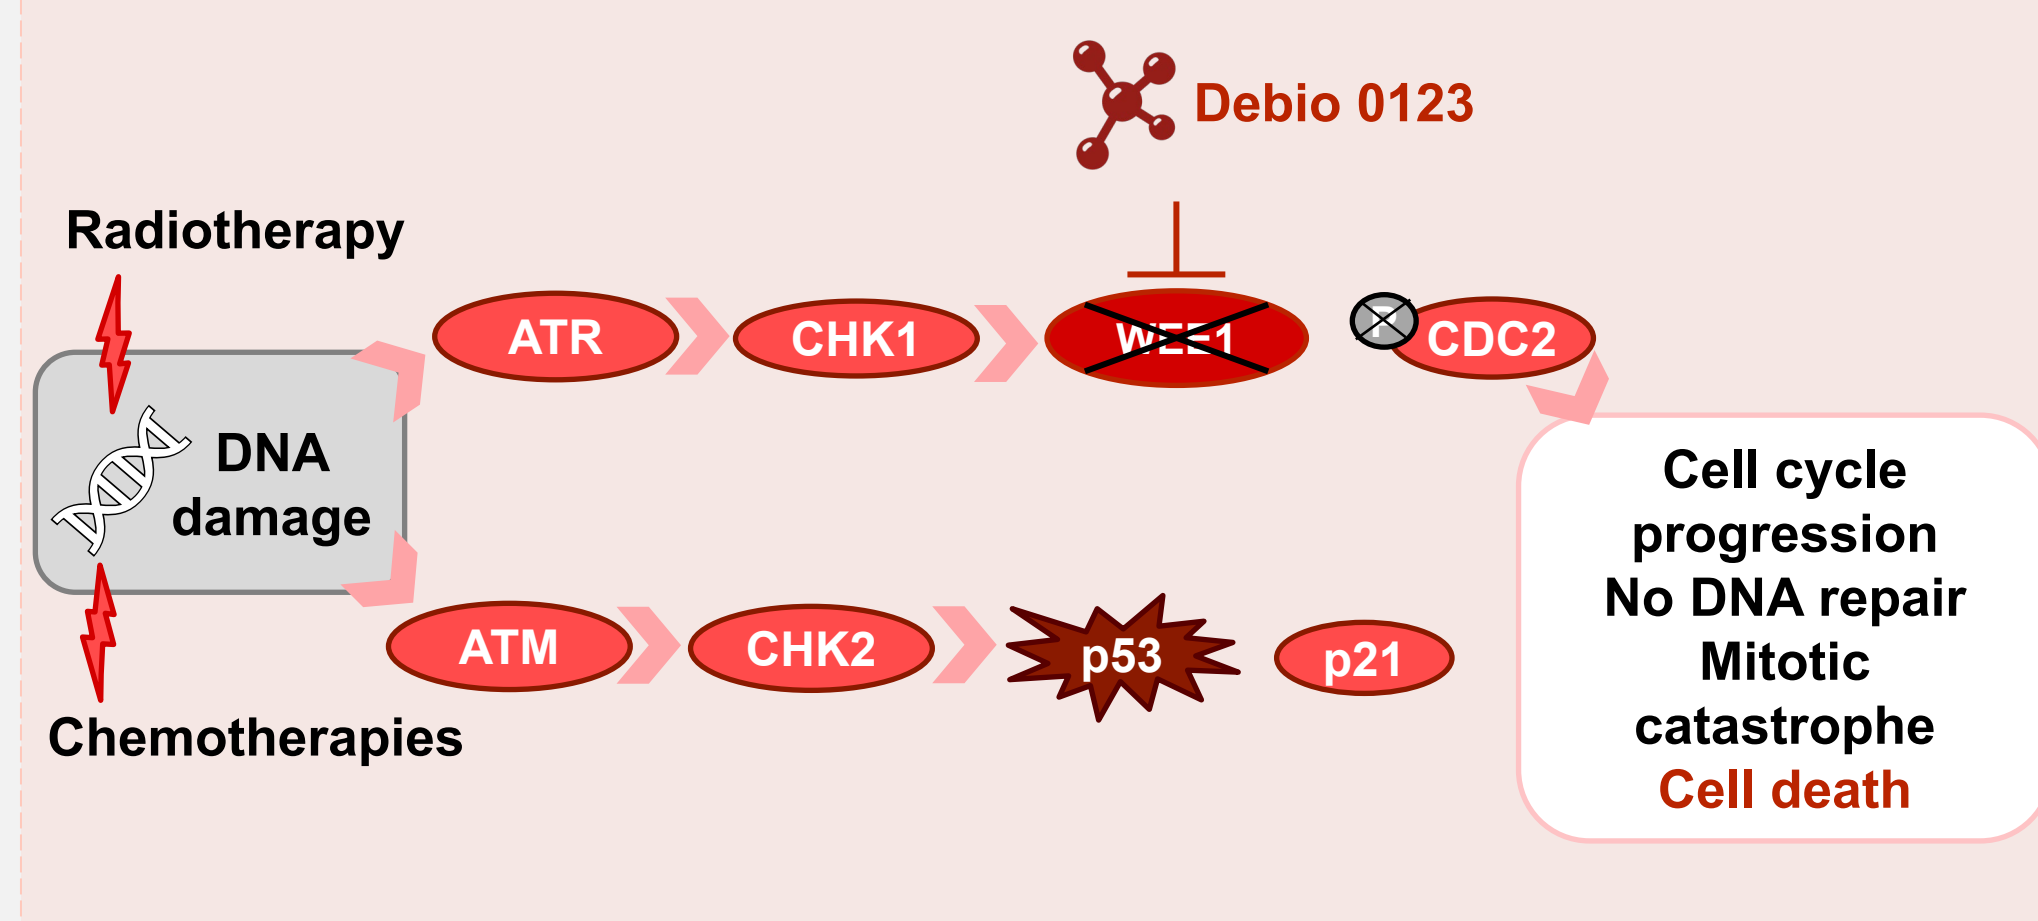 Debio 0123
Radiotherapy
ATR
CHK1
WEE1
P
CDC2
DNA
damage
Cell cycle
progression
No DNA repair
Mitotic
catastrophe
Cell death
ATM
CHK2
p53
p21
Chemotherapies